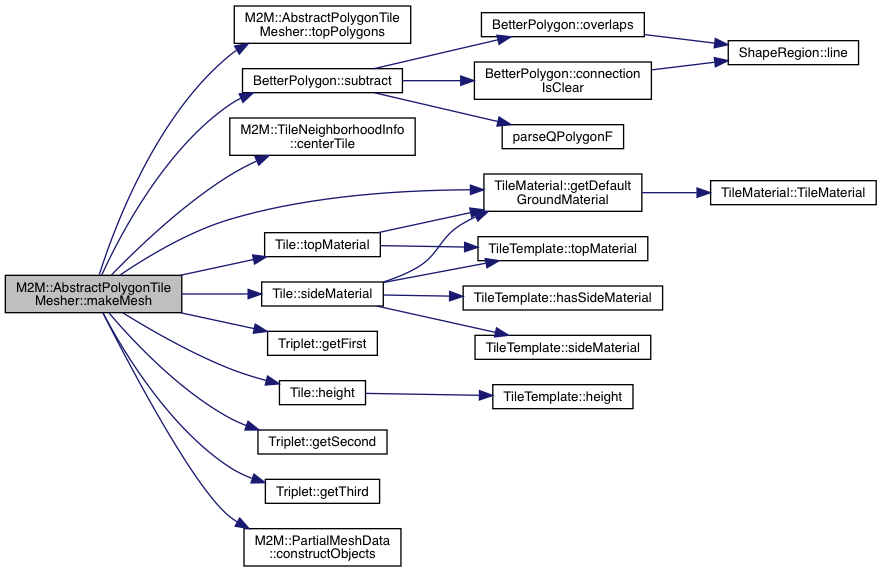 M2M::AbstractPolygonTile
Mesher::makeMesh
M2M::AbstractPolygonTile
Mesher::topPolygons
BetterPolygon::subtract
M2M::TileNeighborhoodInfo
::centerTile
Tile::topMaterial
Tile::sideMaterial
Triplet::getFirst
Tile::height
Triplet::getSecond
Triplet::getThird
M2M::PartialMeshData
::constructObjects
BetterPolygon::overlaps
BetterPolygon::connection
IsClear
parseQPolygonF
TileMaterial::getDefault
GroundMaterial
TileTemplate::topMaterial
TileTemplate::hasSideMaterial
TileTemplate::sideMaterial
TileTemplate::height
ShapeRegion::line
TileMaterial::TileMaterial